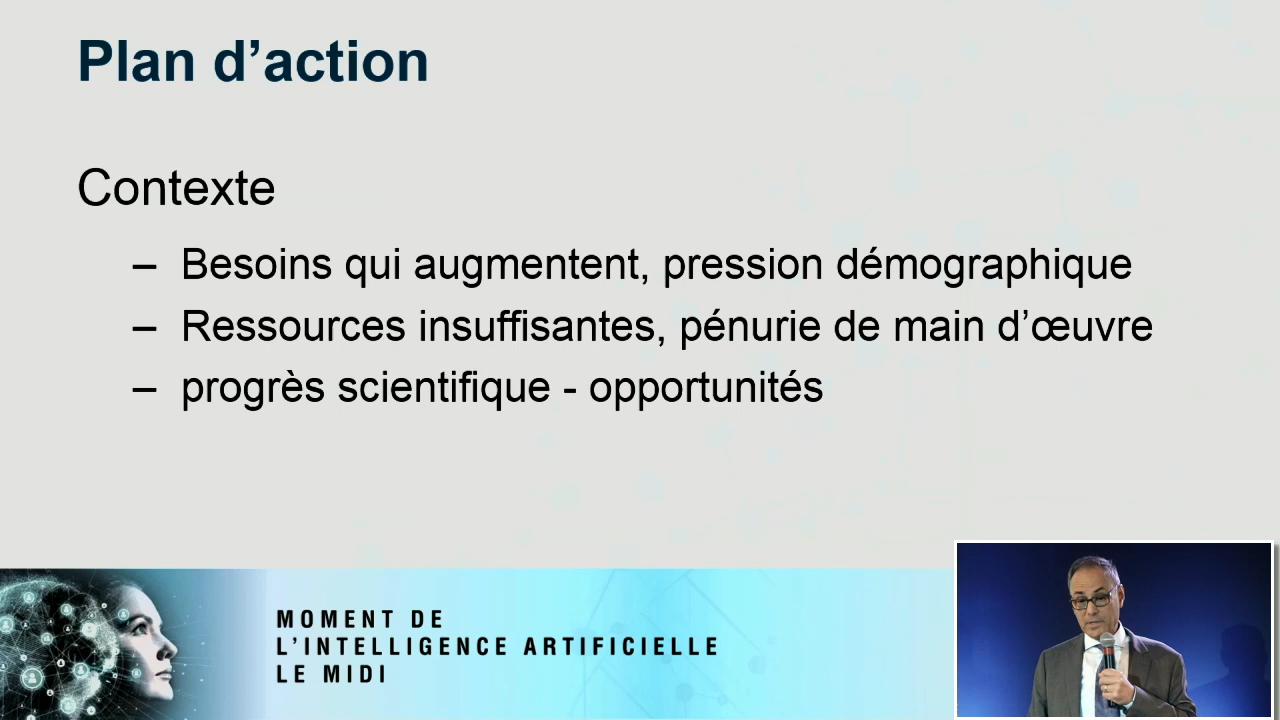 Plan d’action
Contexte
– Besoins qui augmentent, pression démographique
– Ressources insuffisantes, pénurie de main d’œuvre
– progrès scientifique - opportunités
MOMENT DE
L’INTELLIGENCE ARTIFICIELLE
LE MIDI